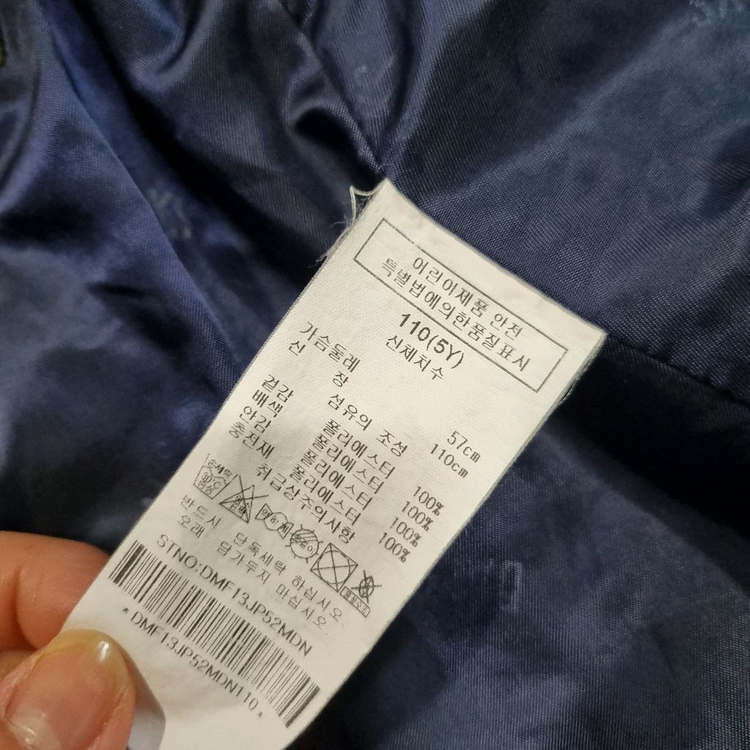 어린이제품 안전
특별법에의한품질표시
110(5Y)
신체치수
가슴둘레 57cm
신 장 110cm
섬유의 조성
겉감 폴리에스터 100%
배색 폴리에스터 100%
안감 폴리에스터 100%
충전재 폴리에스터 100%
취급상주의사항
반드시 단독세탁 하십시오
오래 담가두지 마십시오
STNO:DMF13JP52MDN
*DMF13JP52MDN110*